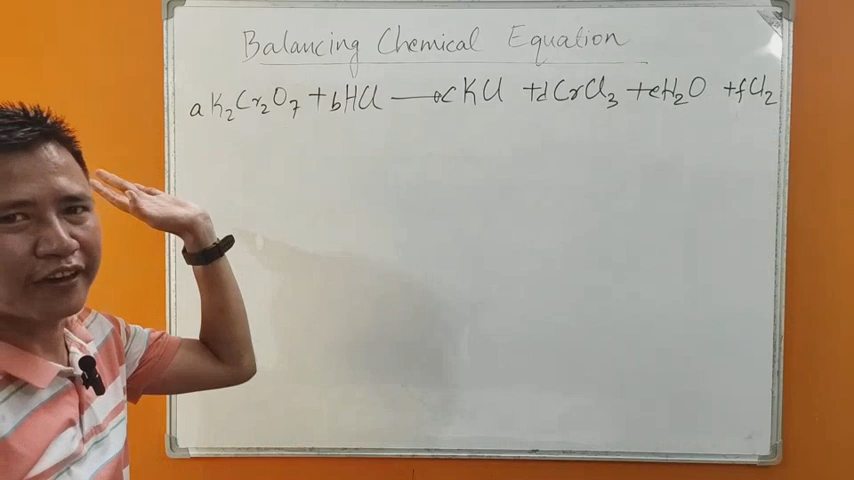 Balancing Chemical Equation
aK₂Cr₂O₇ + bHCl ⟶ cKCl + dCrCl₃ + eH₂O + fCl₂